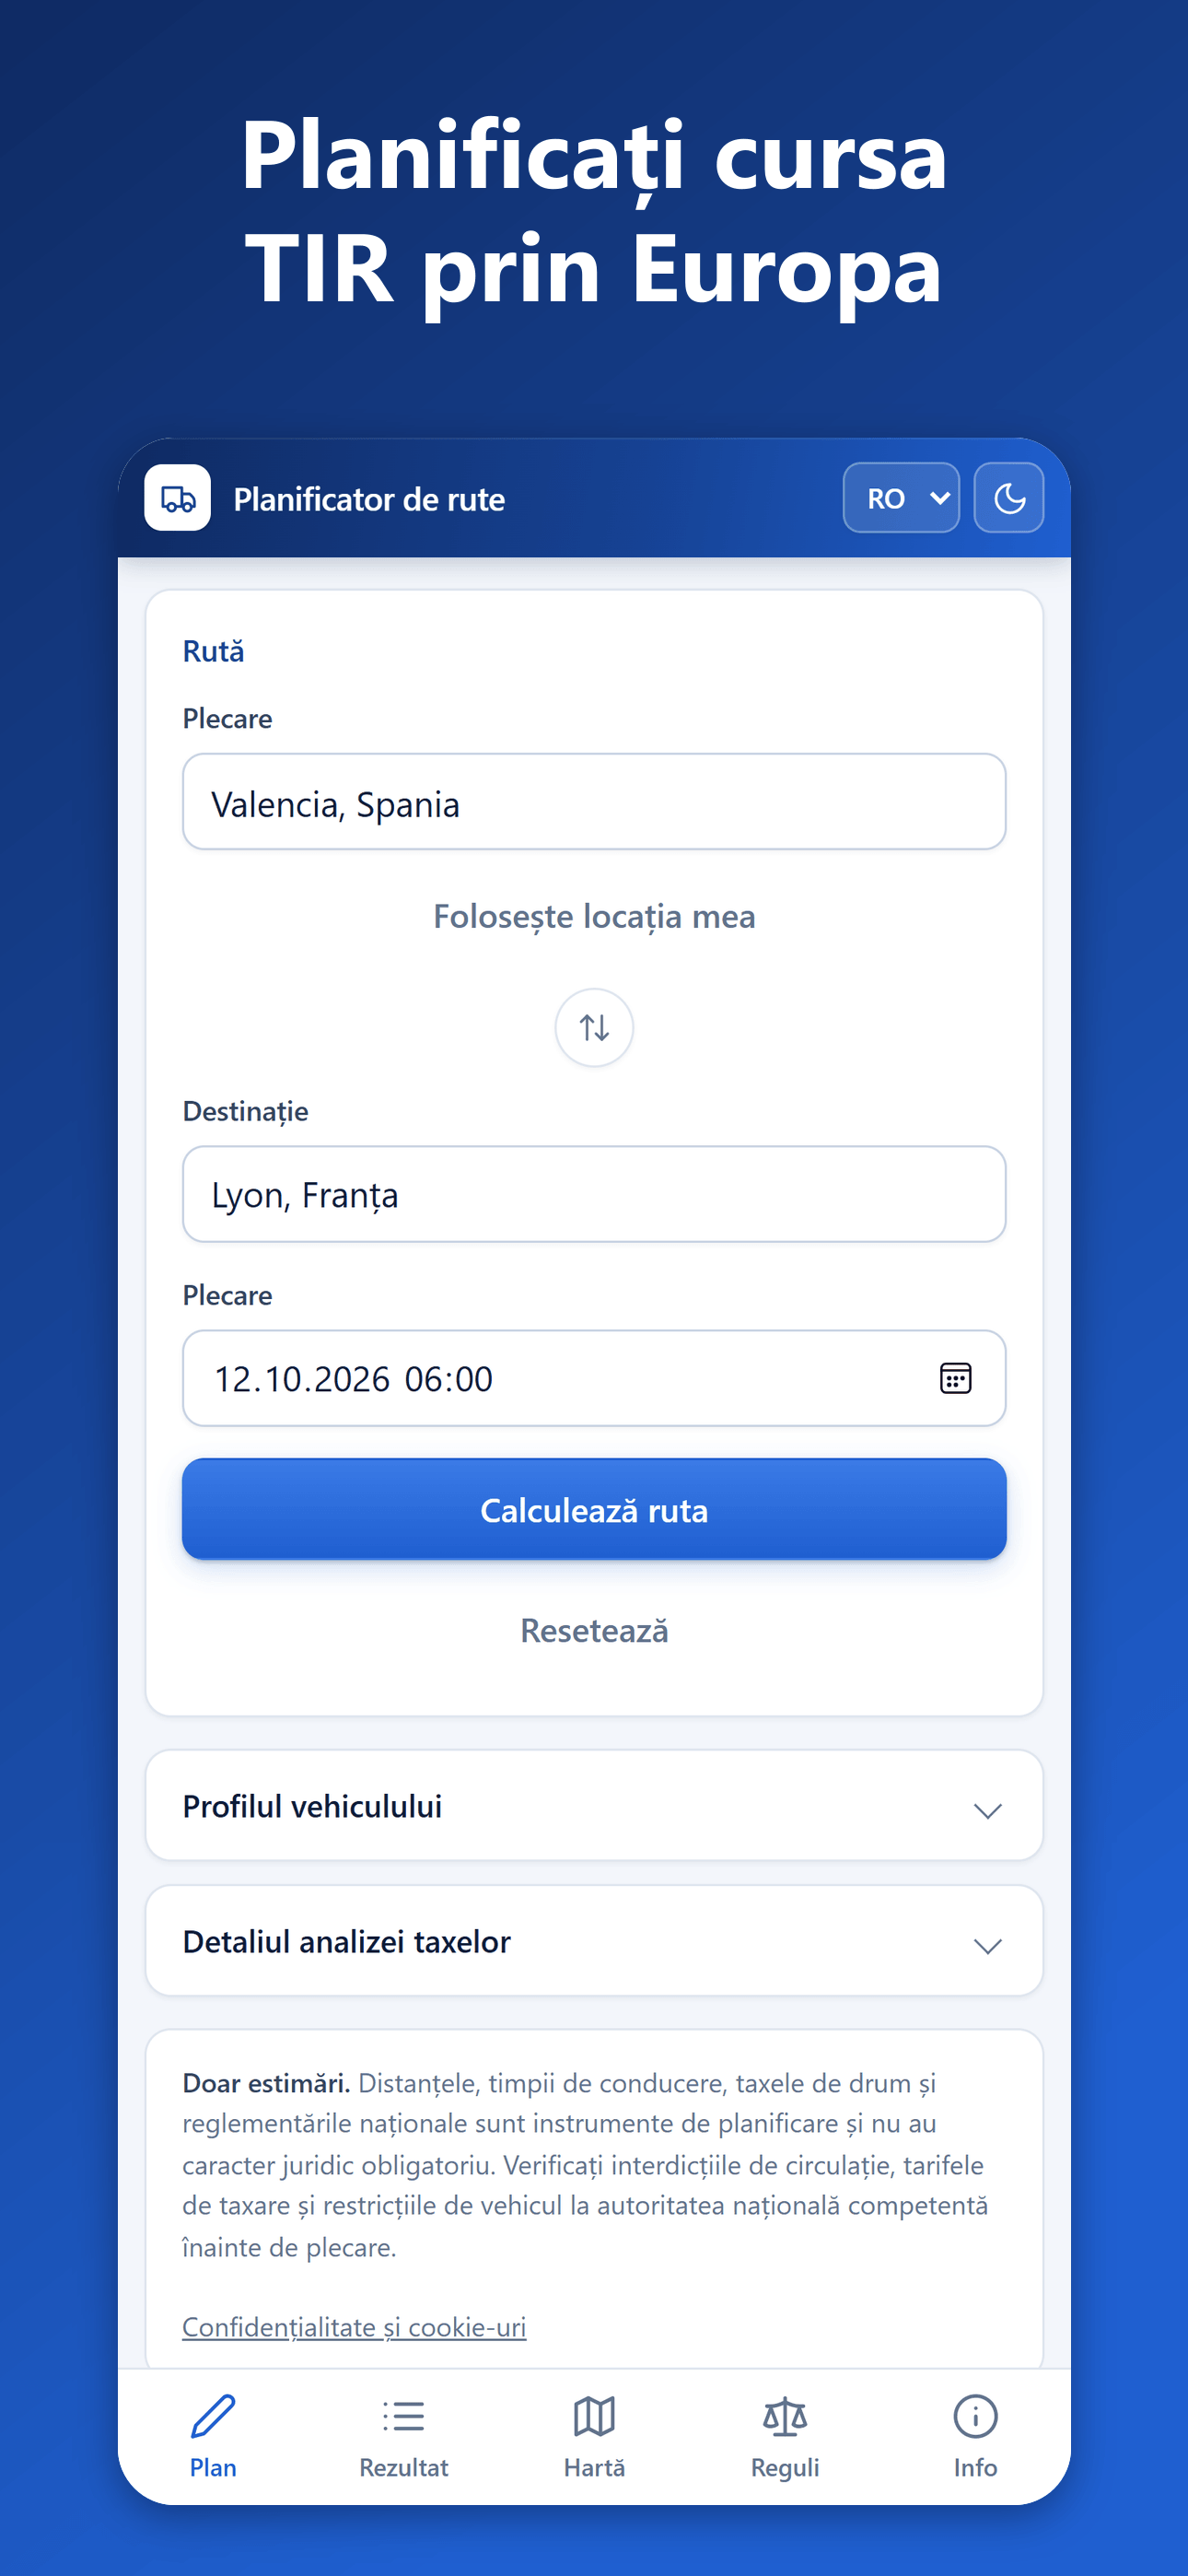 Planificați cursa
TIR prin Europa
Planificator de rute
RO
Rută
Plecare
Valencia, Spania
Folosește locația mea
Destinație
Lyon, Franța
Plecare
12.10.2026 06:00
Calculează ruta
Resetează
Profilul vehiculului
Detaliul analizei taxelor
Doar estimări. Distanțele, timpii de conducere, taxele de drum și
reglementările naționale sunt instrumente de planificare și nu au
caracter juridic obligatoriu. Verificați interdicțiile de circulație, tarifele
de taxare și restricțiile de vehicul la autoritatea națională competentă
înainte de plecare.
Confidențialitate și cookie-uri
Plan
Rezultat
Hartă
Reguli
Info